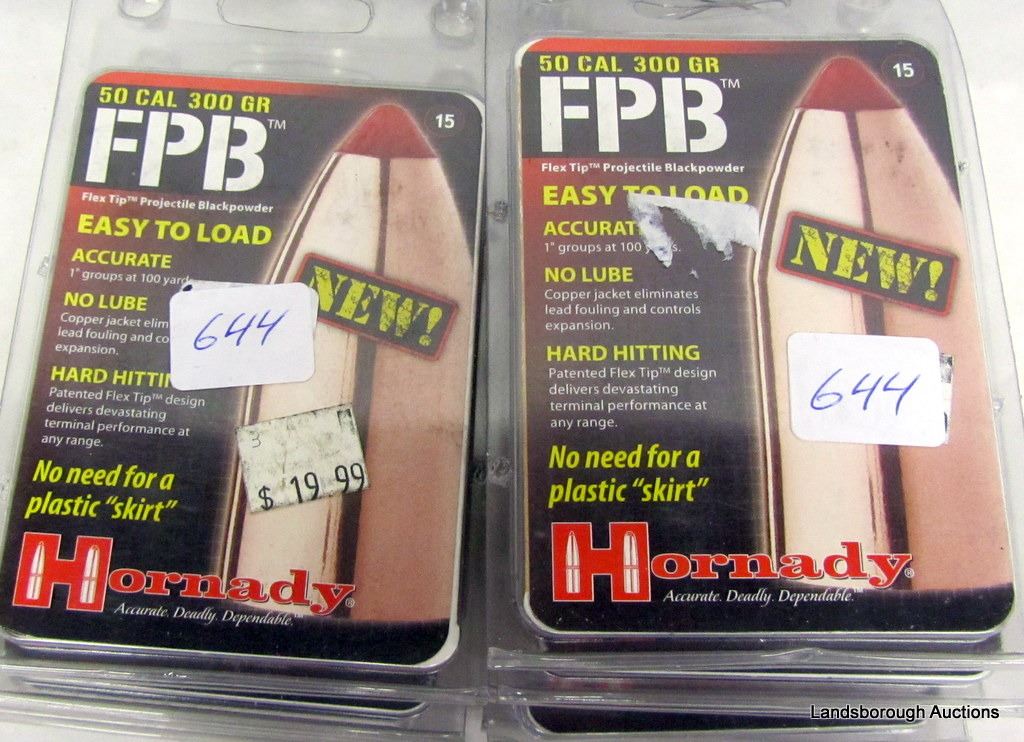 50 CAL 300 GR
FPB™
15
Flex Tip™ Projectile Blackpowder
EASY TO LOAD
ACCURATE
1" groups at 100
NO LUBE
Copper jacket
lead fouling and
expansion.
HARD
Patented Flex Tip™ design
delivers devastating
terminal performance at
any range.
NEW!
644
3
$ 19.99
No need for a
plastic "skirt"
Hornady®
Accurate. Deadly. Dependable.™
50 CAL 300 GR
FPB™
15
Flex Tip™ Projectile Blackpowder
EASY TO LOAD
1" groups at 100
NO LUBE
Copper jacket eliminates
lead fouling and controls
expansion.
HARD HITTING
Patented Flex Tip™ design
delivers devastating
terminal performance at
any range.
NEW!
644
No need for a
plastic "skirt"
Hornady®
Accurate. Deadly. Dependable.™
Landsborough Auctions